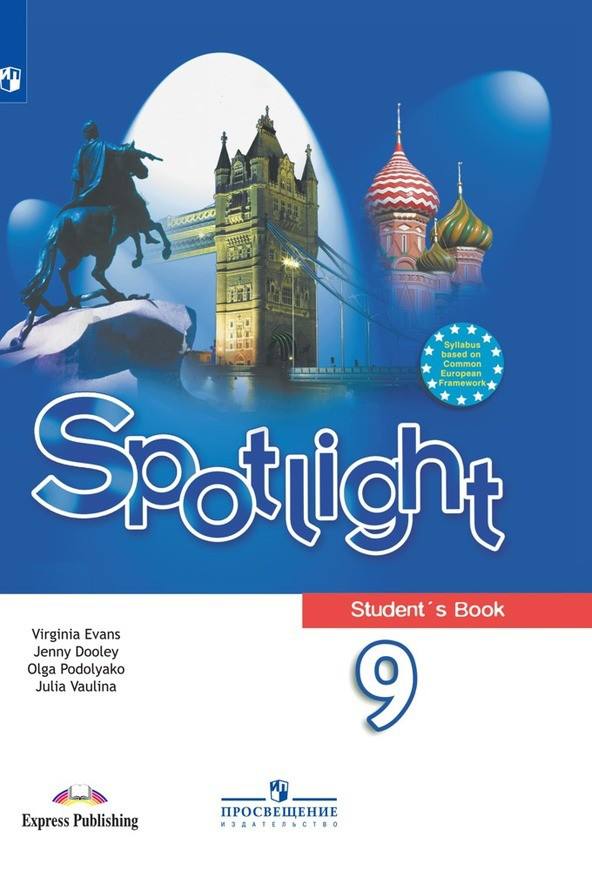 Syllabus
based on
Common
European
Framework
Spotlight
Student´s Book
9
Virginia Evans
Jenny Dooley
Olga Podolyako
Julia Vaulina
Express Publishing
ПРОСВЕЩЕНИЕ
ИЗДАТЕЛЬСТВО